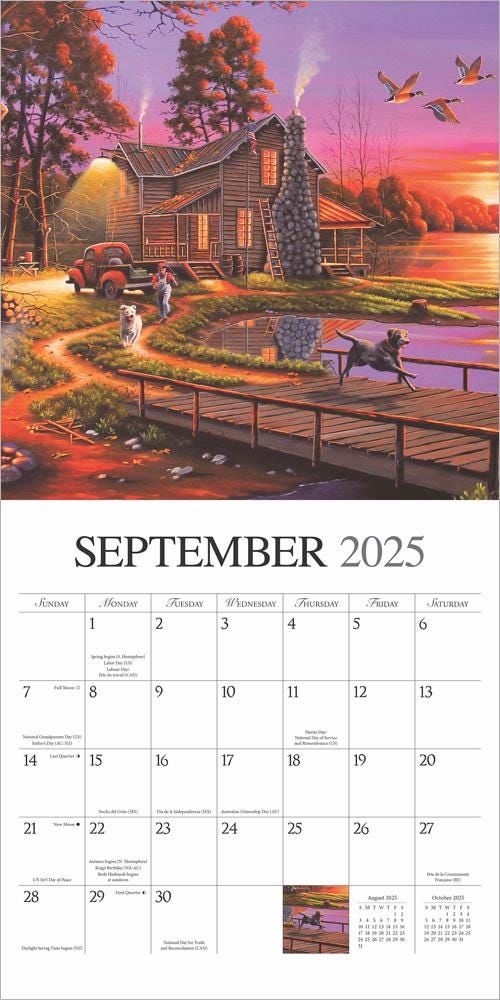 SEPTEMBER 2025
SUNDAY MONDAY TUESDAY WEDNESDAY THURSDAY FRIDAY SATURDAY
1 2 3 4 5 6
Spring begins (S. Hemisphere)
Labor Day (US)
Labour Day/
Fête du travail (CAN)
7 Full Moon 8 9 10 11 12 13
National Grandparents Day (US)
Father's Day (AU; NZ)
Patriot Day/
National Day of Service
and Remembrance (US)
14 Last Quarter 15 16 17 18 19 20
Noche del Grito (MX)
Día de la Independencia (MX)
Australian Citizenship Day (AU)
21 New Moon 22 23 24 25 26 27
UN Int'l Day of Peace
Autumn begins (N. Hemisphere)
King's Birthday (WA-AU)
Rosh Hashanah begins
at sundown
Fête de la Communauté
Française (BE)
28 29 First Quarter 30
Daylight Saving Time begins (NZ)
National Day for Truth
and Reconciliation (CAN)
August 2025
S M T W T F S
1 2
3 4 5 6 7 8 9
10 11 12 13 14 15 16
17 18 19 20 21 22 23
24 25 26 27 28 29 30
31
October 2025
S M T W T F S
1 2 3 4
5 6 7 8 9 10 11
12 13 14 15 16 17 18
19 20 21 22 23 24 25
26 27 28 29 30 31